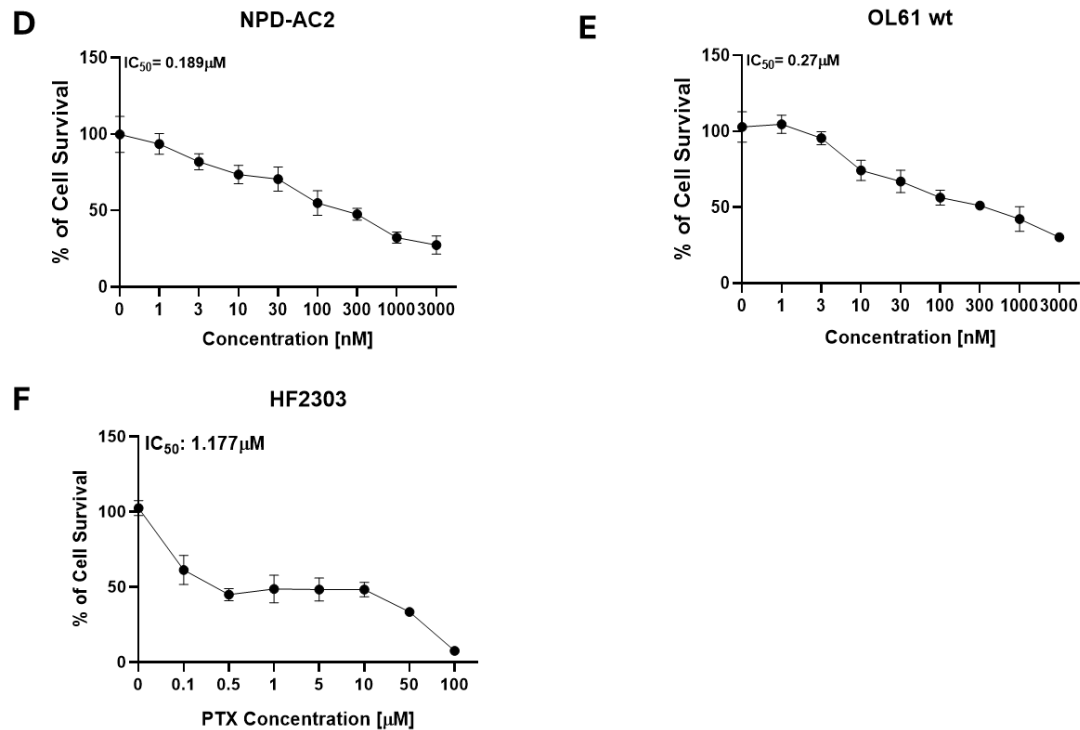 D
NPD-AC2
IC50= 0.189μM
% of Cell Survival
150
100
50
0
0 1 3 10 30 100 300 1000 3000
Concentration [nM]
E
OL61 wt
IC50= 0.27μM
% of Cell Survival
150
100
50
0
0 1 3 10 30 100 300 1000 3000
Concentration [nM]
F
HF2303
IC50: 1.177μM
% of Cell Survival
150
100
50
0
0 0.1 0.5 1 5 10 50 100
PTX Concentration [μM]